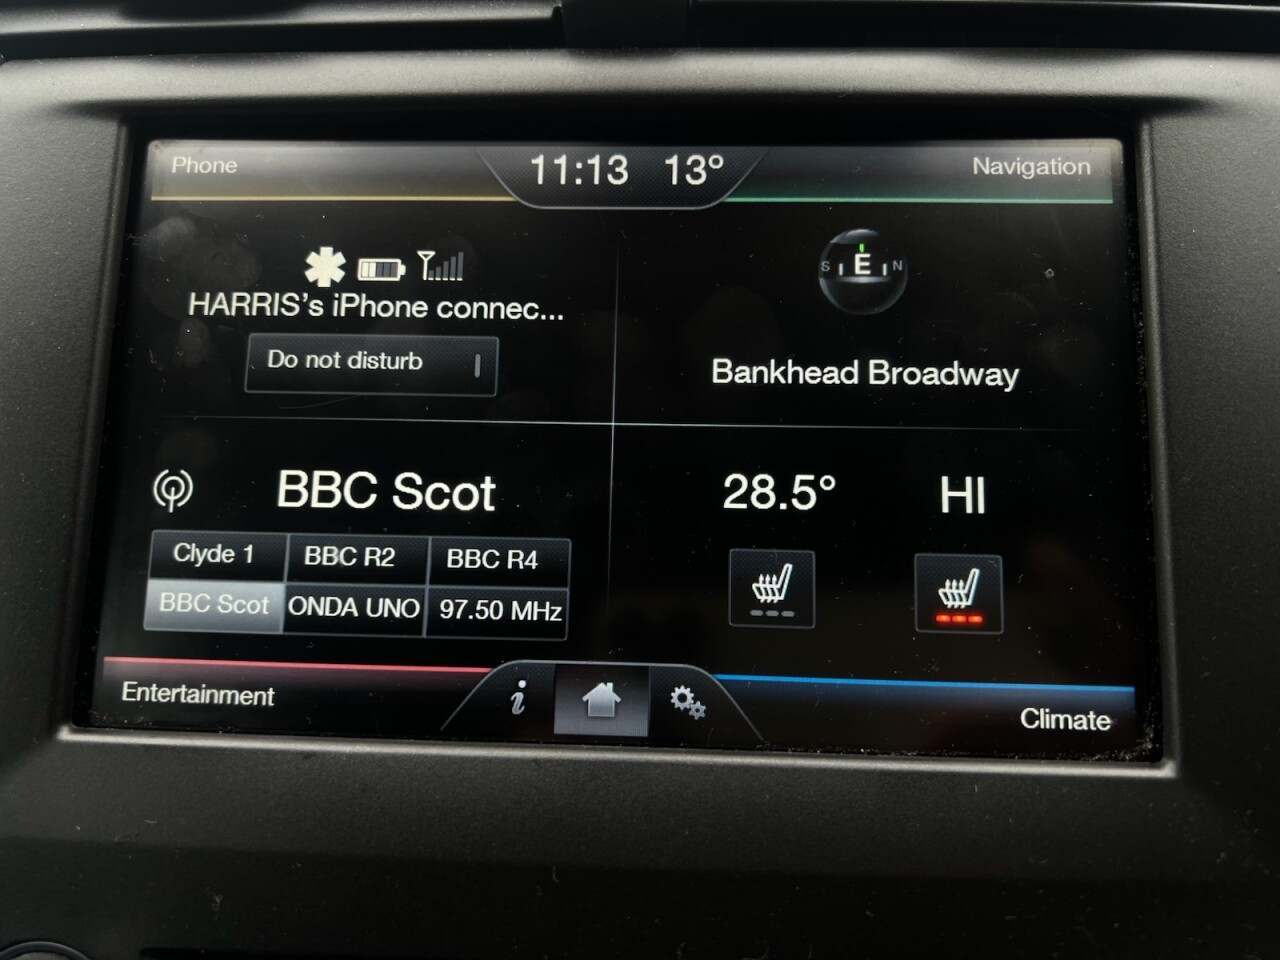 Phone
11:13 13°
Navigation
HARRIS's iPhone connec...
Do not disturb
S E N
Bankhead Broadway
BBC Scot
Clyde 1 BBC R2 BBC R4
BBC Scot ONDA UNO 97.50 MHz
28.5° HI
Entertainment
i
Climate